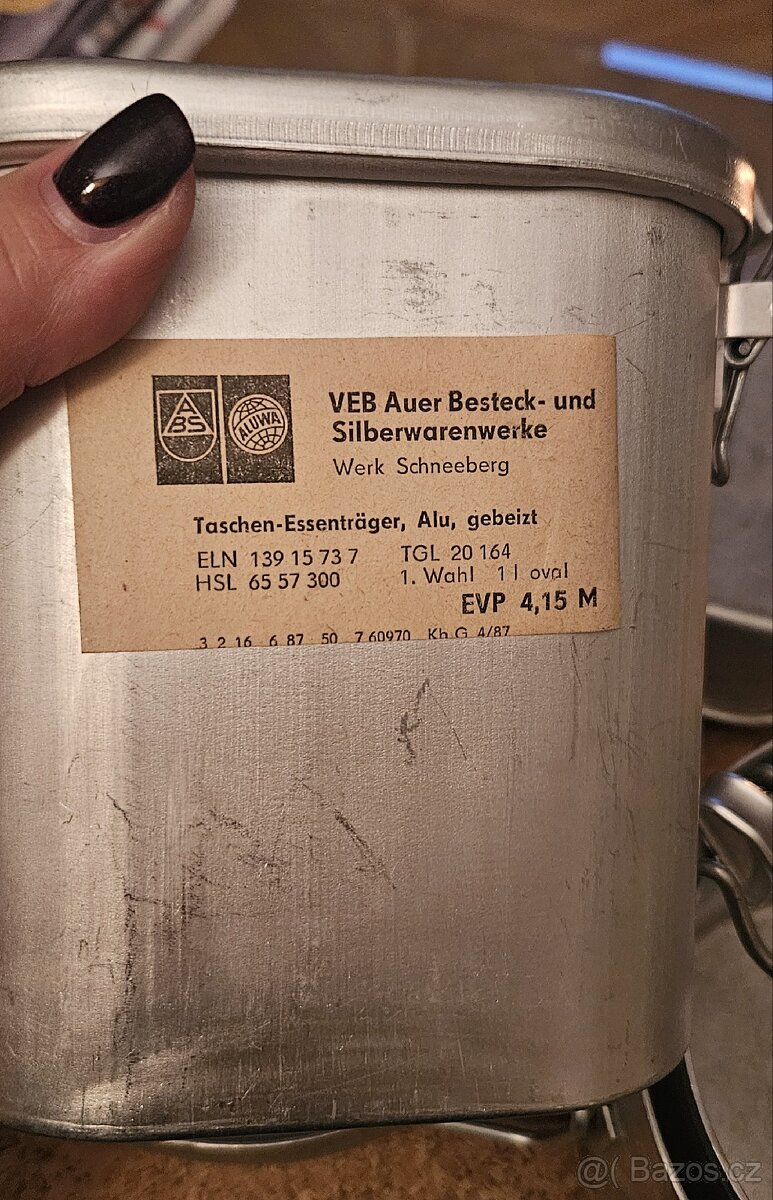 ABS
ALUWA
VEB Auer Besteck- und
Silberwarenwerke
Werk Schneeberg
Taschen-Essenträger, Alu, gebeizt
ELN 139 15 73 7 TGL 20 164
HSL 65 57 300 1. Wahl 1 l oval
EVP 4,15 M
3 2 16 6 87 50 7 60970 Kh G 4/87
@( Bazos.cz